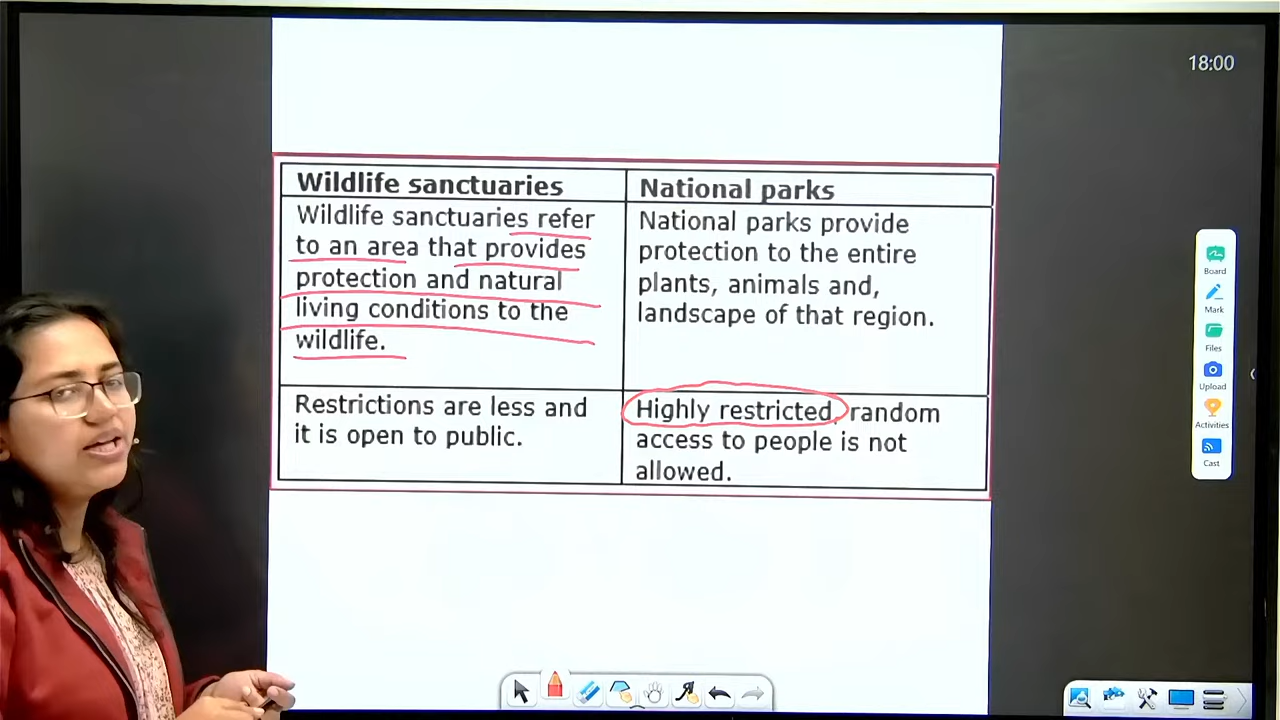 18:00
Wildlife sanctuaries
National parks
Wildlife sanctuaries refer
to an area that provides
protection and natural
living conditions to the
wildlife.
National parks provide
protection to the entire
plants, animals and,
landscape of that region.
Restrictions are less and
it is open to public.
Highly restricted, random
access to people is not
allowed.
Board
Mark
Files
Upload
Activities
Cast